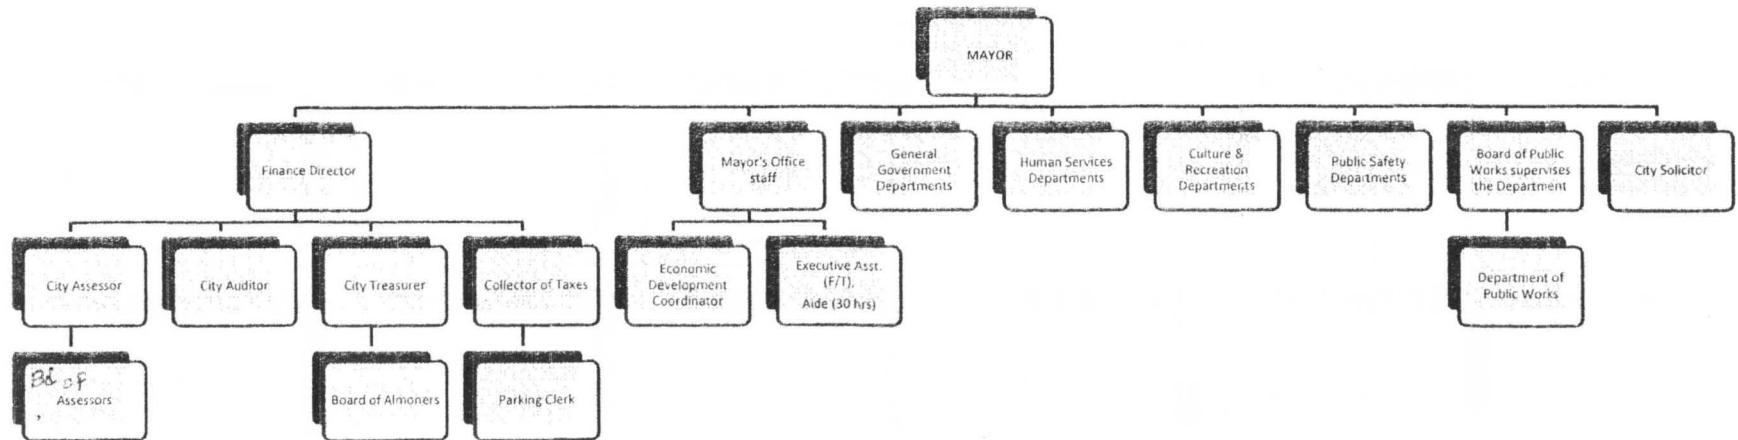 MAYOR
Finance Director
Mayor's Office
staff
General
Government
Departments
Human Services
Departments
Culture &
Recreation
Departments
Public Safety
Departments
Board of Public
Works supervises
the Department
City Solicitor
City Assessor
City Auditor
City Treasurer
Collector of Taxes
Economic
Development
Coordinator
Executive Asst.
(F/T),
Aide (30 hrs)
Department of
Public Works
Bd of
Assessors
Board of Almoners
Parking Clerk